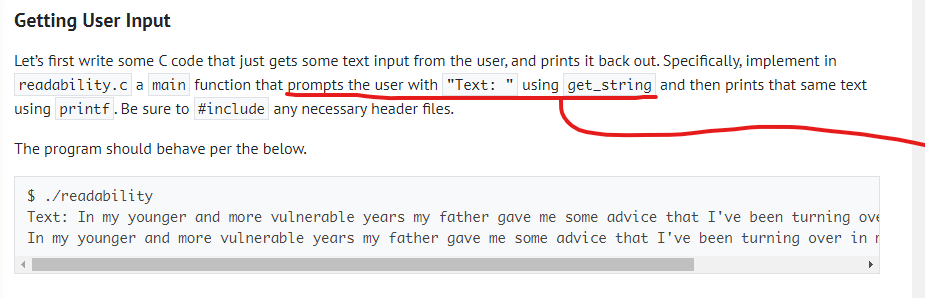 Getting User Input
Let’s first write some C code that just gets some text input from the user, and prints it back out. Specifically, implement in
readability.c a main function that prompts the user with "Text: " using get_string and then prints that same text
using printf. Be sure to #include any necessary header files.
The program should behave per the below.
$ ./readability
Text: In my younger and more vulnerable years my father gave me some advice that I've been turning ove
In my younger and more vulnerable years my father gave me some advice that I've been turning over in